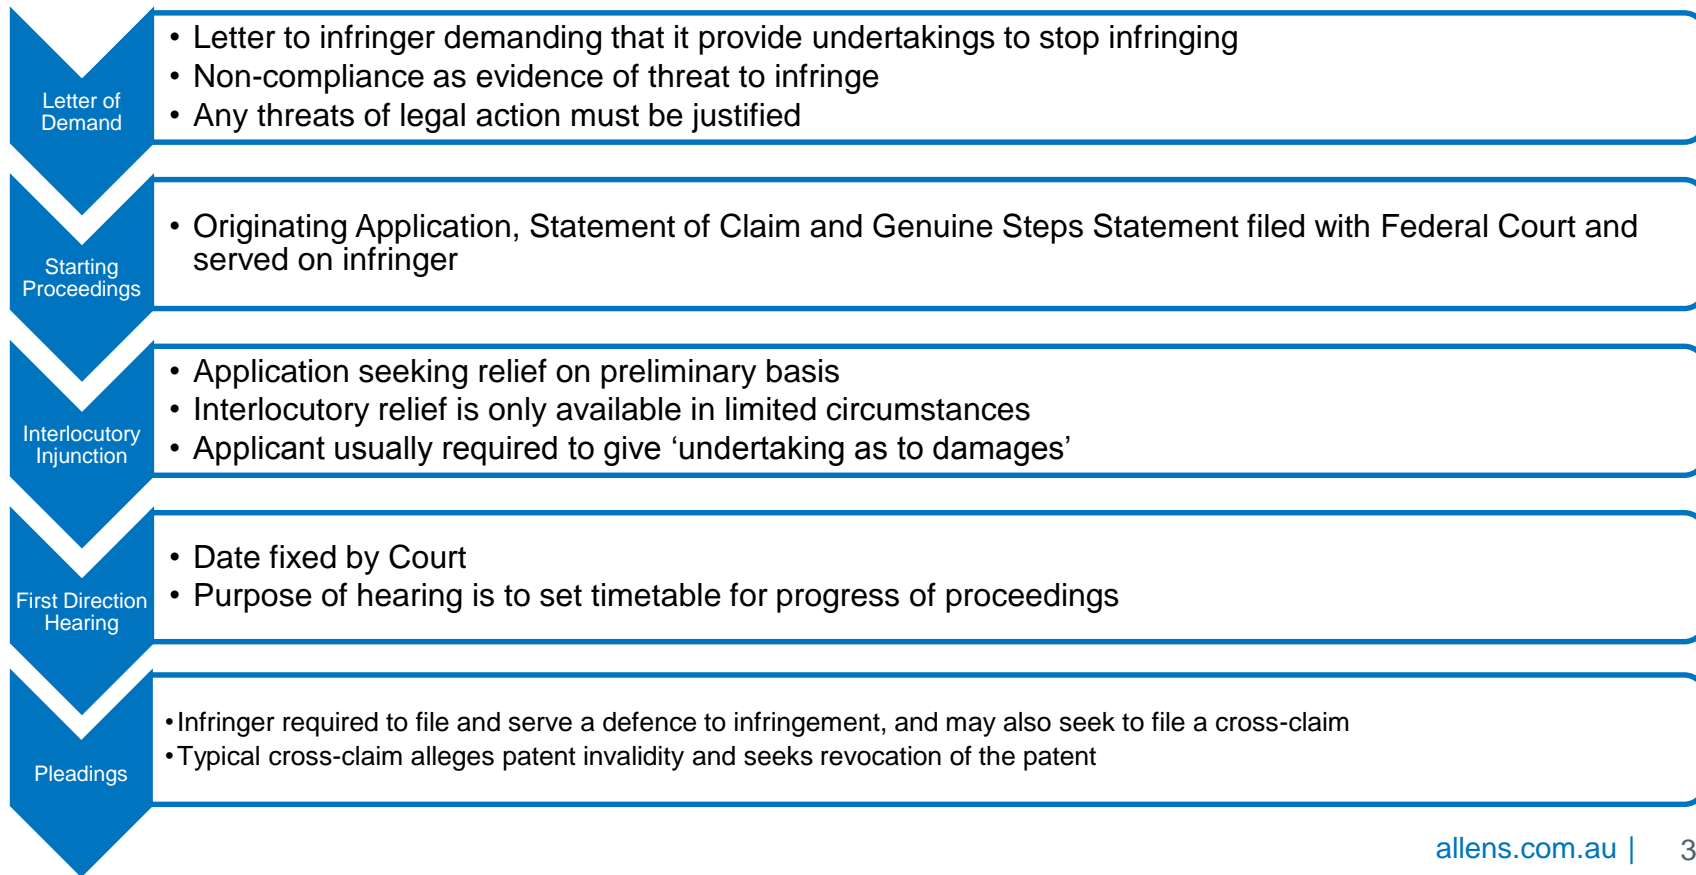 • Letter to infringer demanding that it provide undertakings to stop infringing
• Non-compliance as evidence of threat to infringe
• Any threats of legal action must be justified
Letter of
Demand
• Originating Application, Statement of Claim and Genuine Steps Statement filed with Federal Court and
served on infringer
Starting
Proceedings
• Application seeking relief on preliminary basis
• Interlocutory relief is only available in limited circumstances
• Applicant usually required to give ‘undertaking as to damages’
Interlocutory
Injunction
• Date fixed by Court
• Purpose of hearing is to set timetable for progress of proceedings
First Direction
Hearing
• Infringer required to file and serve a defence to infringement, and may also seek to file a cross-claim
• Typical cross-claim alleges patent invalidity and seeks revocation of the patent
Pleadings
allens.com.au | 3